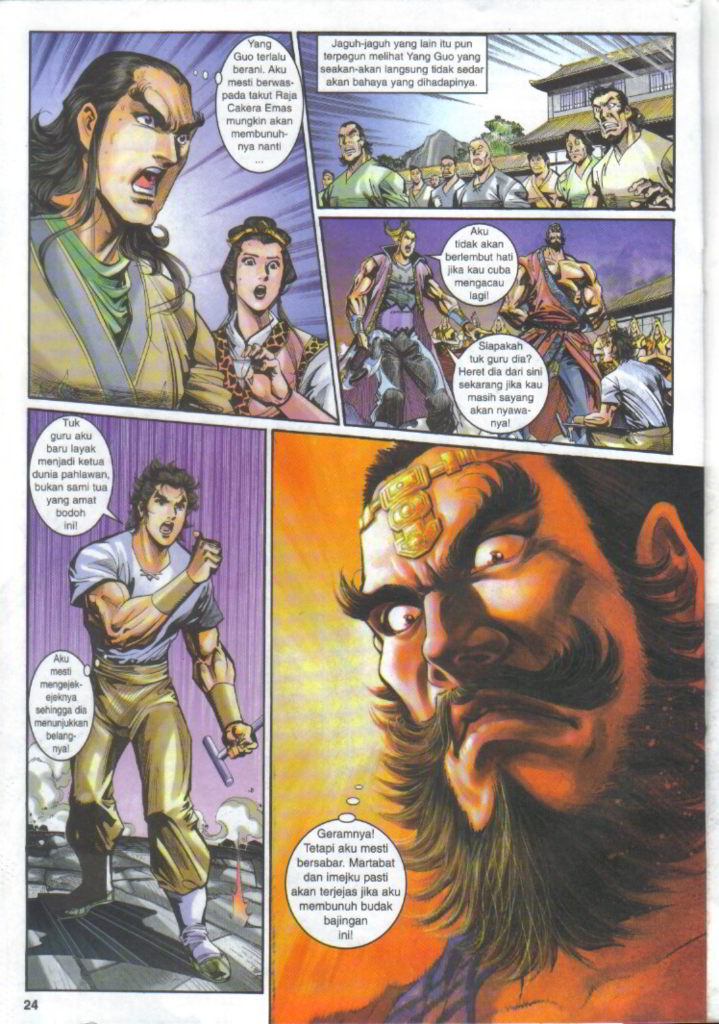 Yang
Guo terlalu
berani. Aku
mesti berwas-
pada takut Raja
Cakera Emas
mungkin akan
membunuh-
nya nanti
...
Jaguh-jaguh yang lain itu pun
terpegun melihat Yang Guo yang
seakan-akan langsung tidak sedar
akan bahaya yang dihadapinya.
Aku
tidak akan
berlembut hati
jika kau cuba
mengacau
lagi!
Siapakah
tuk guru dia?
Heret dia dari sini
sekarang jika kau
masih sayang
akan nyawa-
nya!
Tuk
guru aku
baru layak
menjadi ketua
dunia pahlawan,
bukan sami tua
yang amat
bodoh
ini!
Aku
mesti
mengejek-
ejeknya
sehingga dia
menunjukkan
belang-
nya!
Geramnya!
Tetapi aku mesti
bersabar. Martabat
dan imejku pasti
akan terjejas jika aku
membunuh budak
bajingan
ini!
24